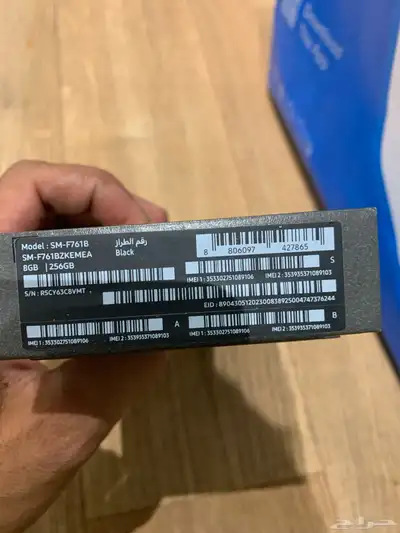 Model : SM-F761B رقم الطراز
SM-F761BZKEMEA Black
8GB | 256GB
8 806097 427865
S/N : R5CY63C8VMT
IMEI 1 : 353302751089106 IMEI 2 : 353935371089103 S
EID : 89043051202300838925004747376244
IMEI 1 : 353302751089106 IMEI 2 : 353935371089103 A
IMEI 1 : 353302751089106 IMEI 2 : 353935371089103 B
حراج